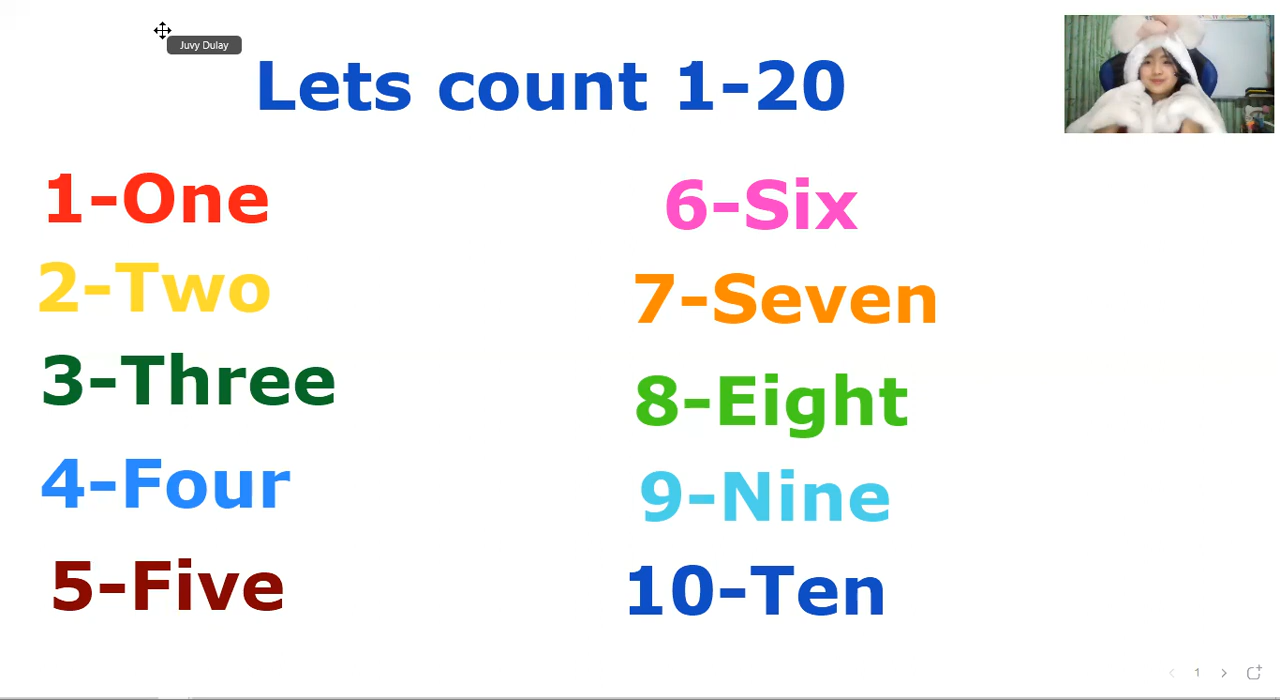 Juvy Dulay
Lets count 1-20
1-One
2-Two
3-Three
4-Four
5-Five
6-Six
7-Seven
8-Eight
9-Nine
10-Ten
1